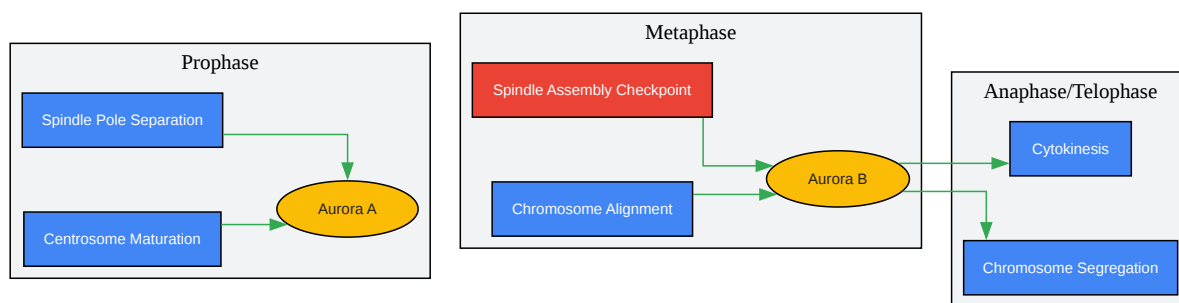 Prophase
Spindle Pole Separation
Aurora A
Centrosome Maturation
Metaphase
Spindle Assembly Checkpoint
Aurora B
Chromosome Alignment
Anaphase/Telophase
Cytokinesis
Chromosome Segregation